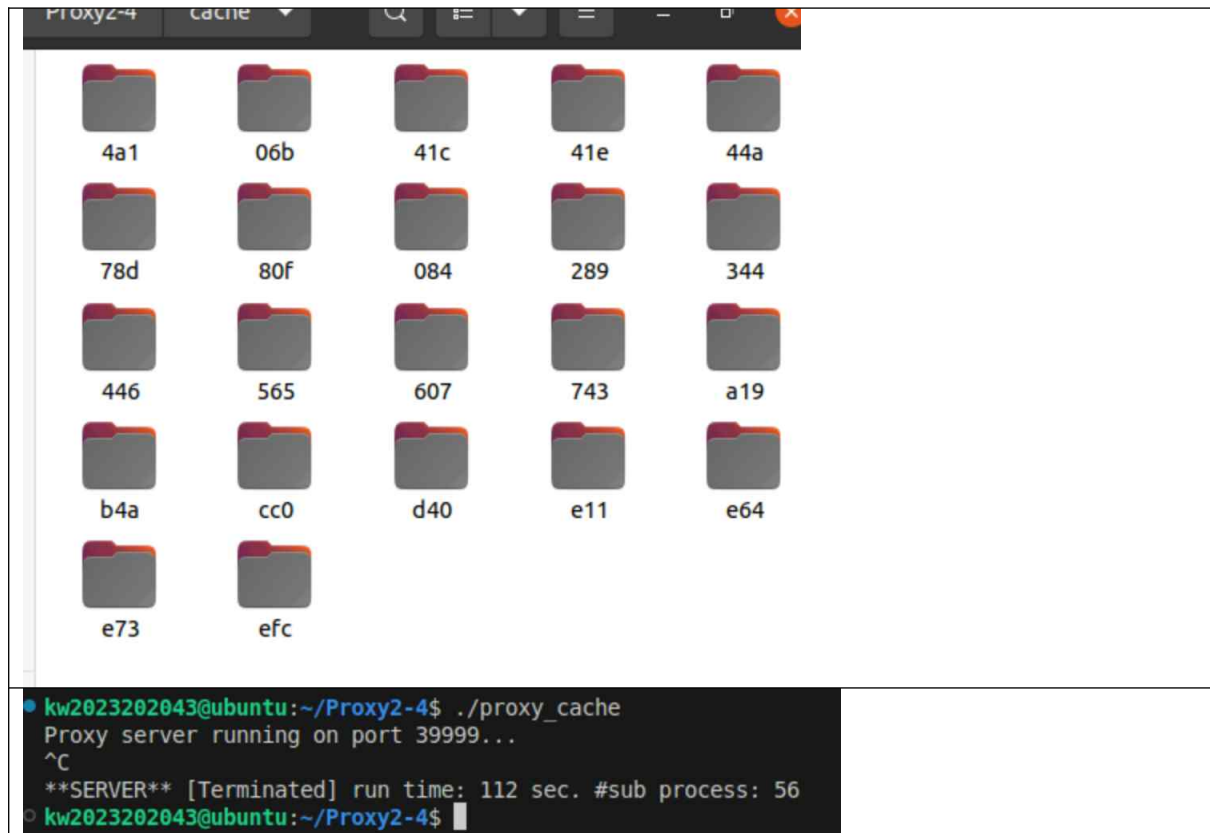 Proxy2-4 cache
4a1 06b 41c 41e 44a
78d 80f 084 289 344
446 565 607 743 a19
b4a cc0 d40 e11 e64
e73 efc
kw2023202043@ubuntu:~/Proxy2-4$ ./proxy_cache
Proxy server running on port 39999...
^C
**SERVER** [Terminated] run time: 112 sec. #sub process: 56
kw2023202043@ubuntu:~/Proxy2-4$